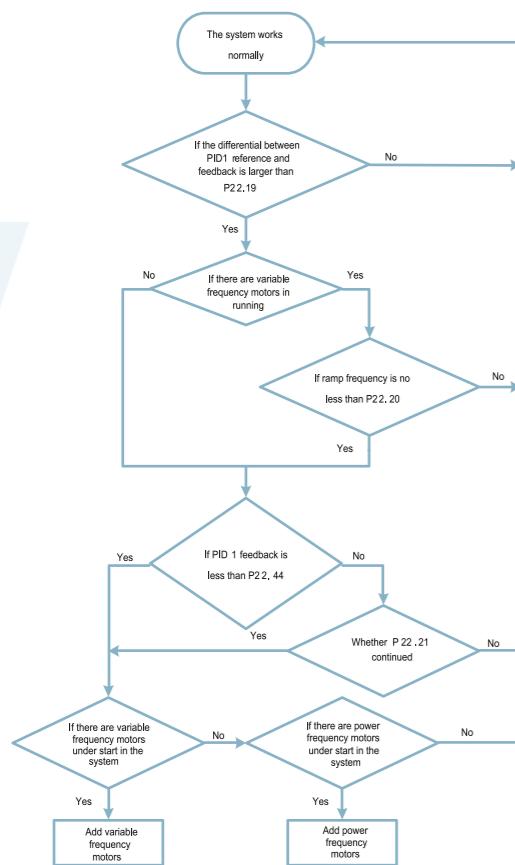 The system works
normally
If the differential between
PID1 reference and
feedback is larger than
P22.19
No
Yes
No
If there are variable
frequency motors in
running
Yes
If ramp frequency is no
less than P22. 20
No
Yes
Yes
If PID 1 feedback is
less than P22, 44
No
Yes
Whether P 22 .21
continued
No
If there are variable
frequency motors
under start in the
system
No
If there are power
frequency motors
under start in the
system
No
Yes
Yes
Add variable
frequency
motors
Add power
frequency
motors